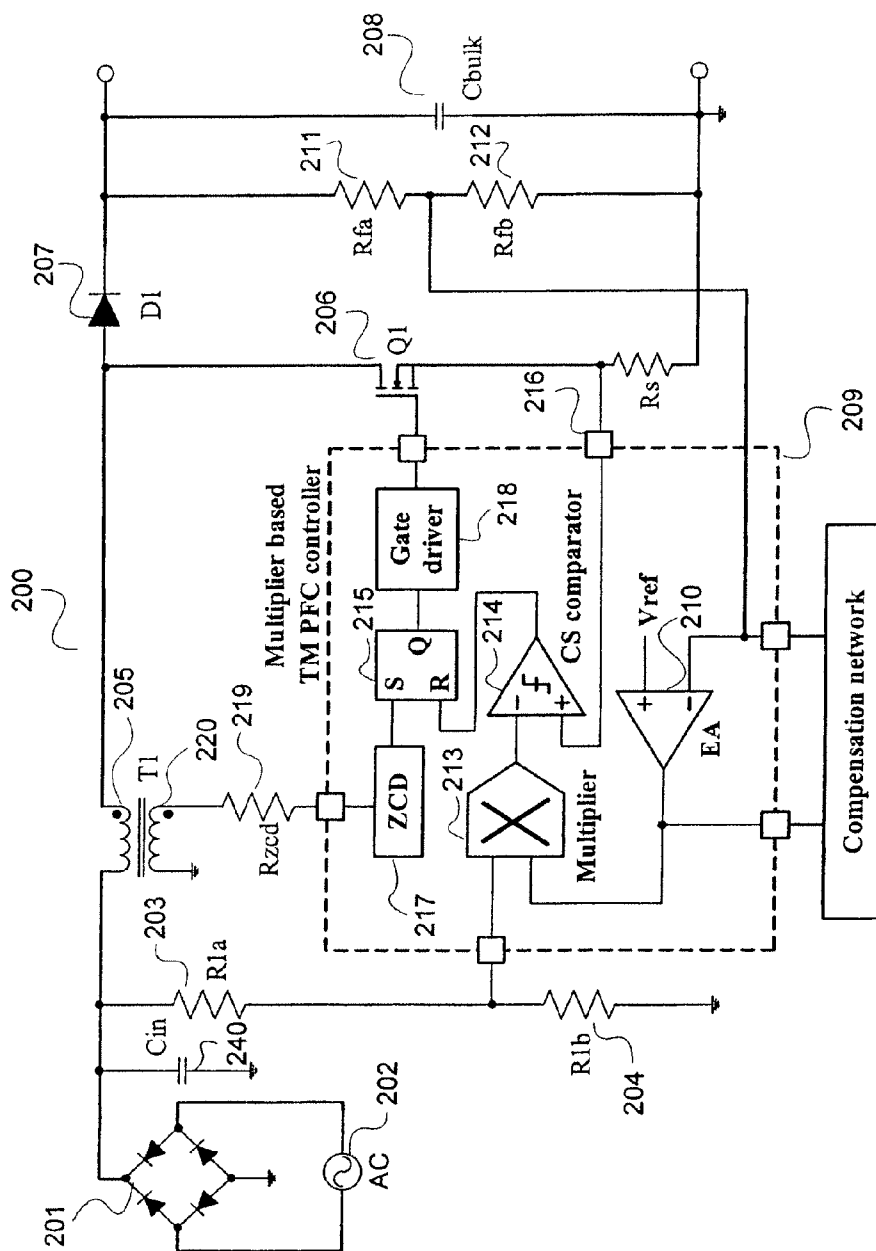 200
201
202
AC
Cin
240
203
R1a
R1b
204
205
T1
220
219
Rzcd
217
ZCD
Multiplier based
TM PFC controller
215
S
Q
R
Gate
driver
218
213
Multiplier
214
CS comparator
216
Vref
210
EA
209
Compensation network
206
Q1
Rs
207
D1
211
Rfa
212
Rfb
208
Cbulk